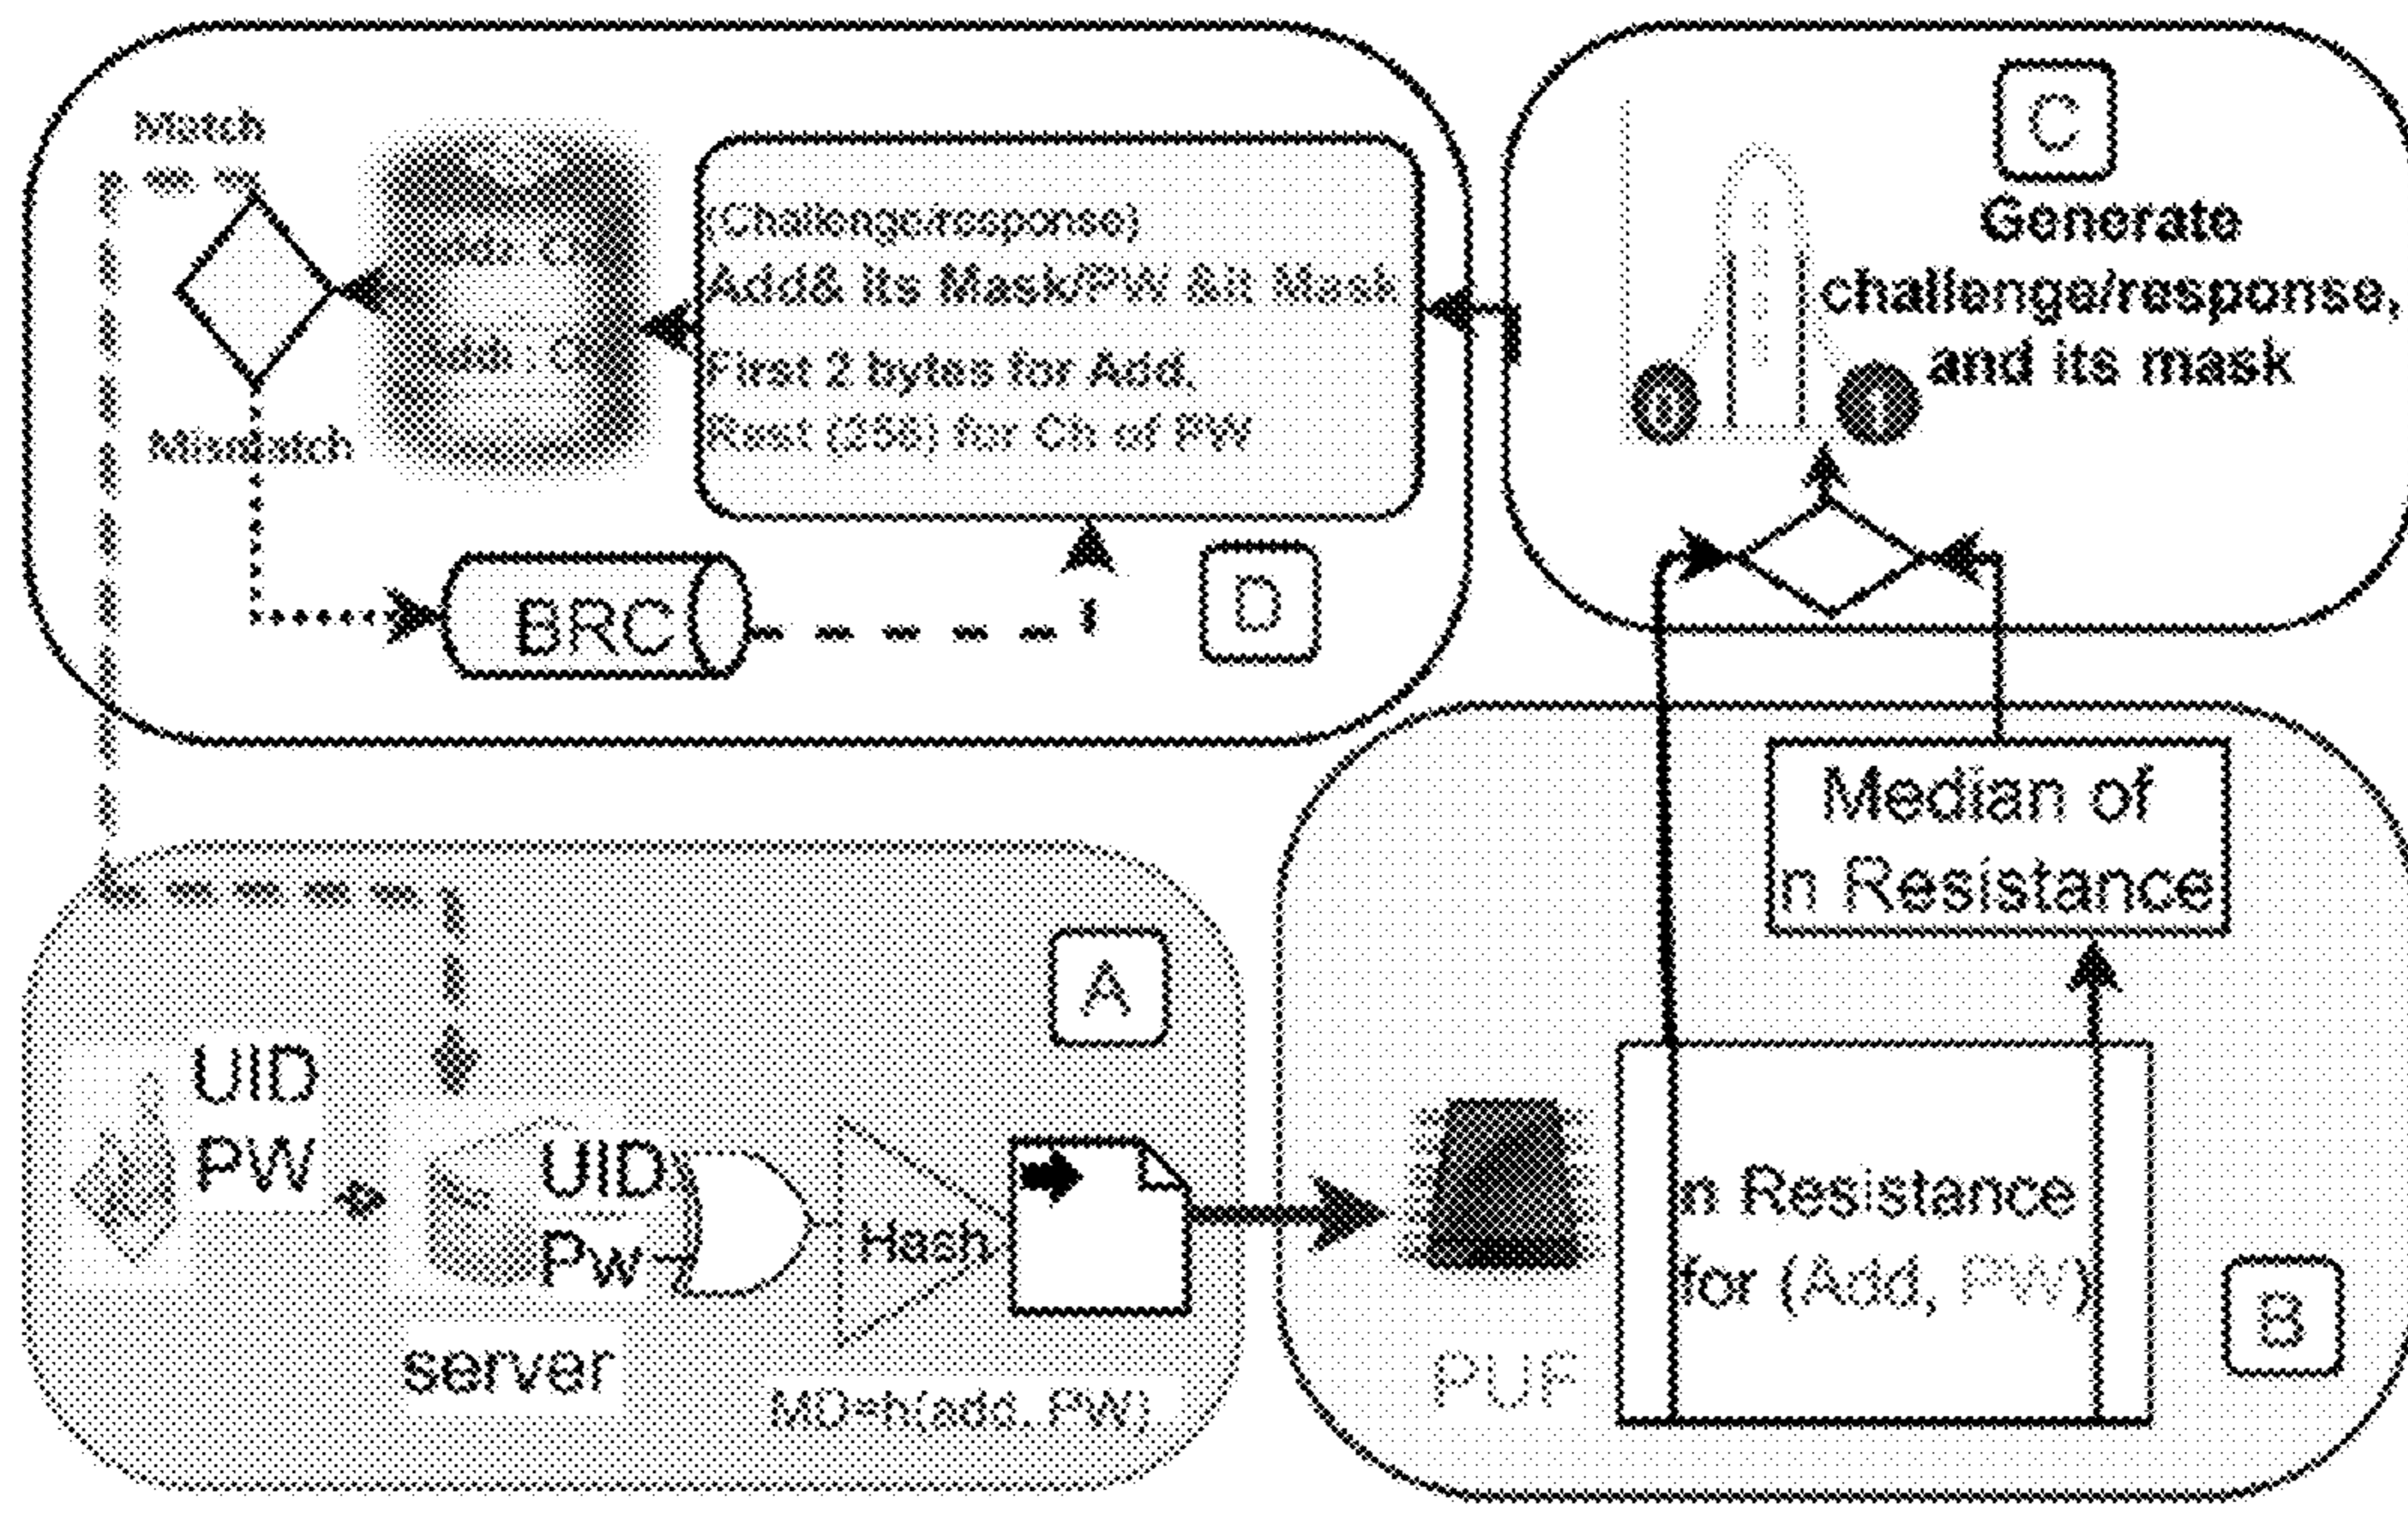 Match
Mismatch
(Challenge/response)
Add& its Mask/PW &it Mask
First 2 bytes for Add,
Rest (256) for Ch of PW
BRC
D
C
Generate
challenge/response,
and its mask
0
1
Median of
n Resistance
A
UID
PW
UID
Pw
server
Hash
MD=h(add, PW)
PUF
n Resistance
for (Add, PW)
B